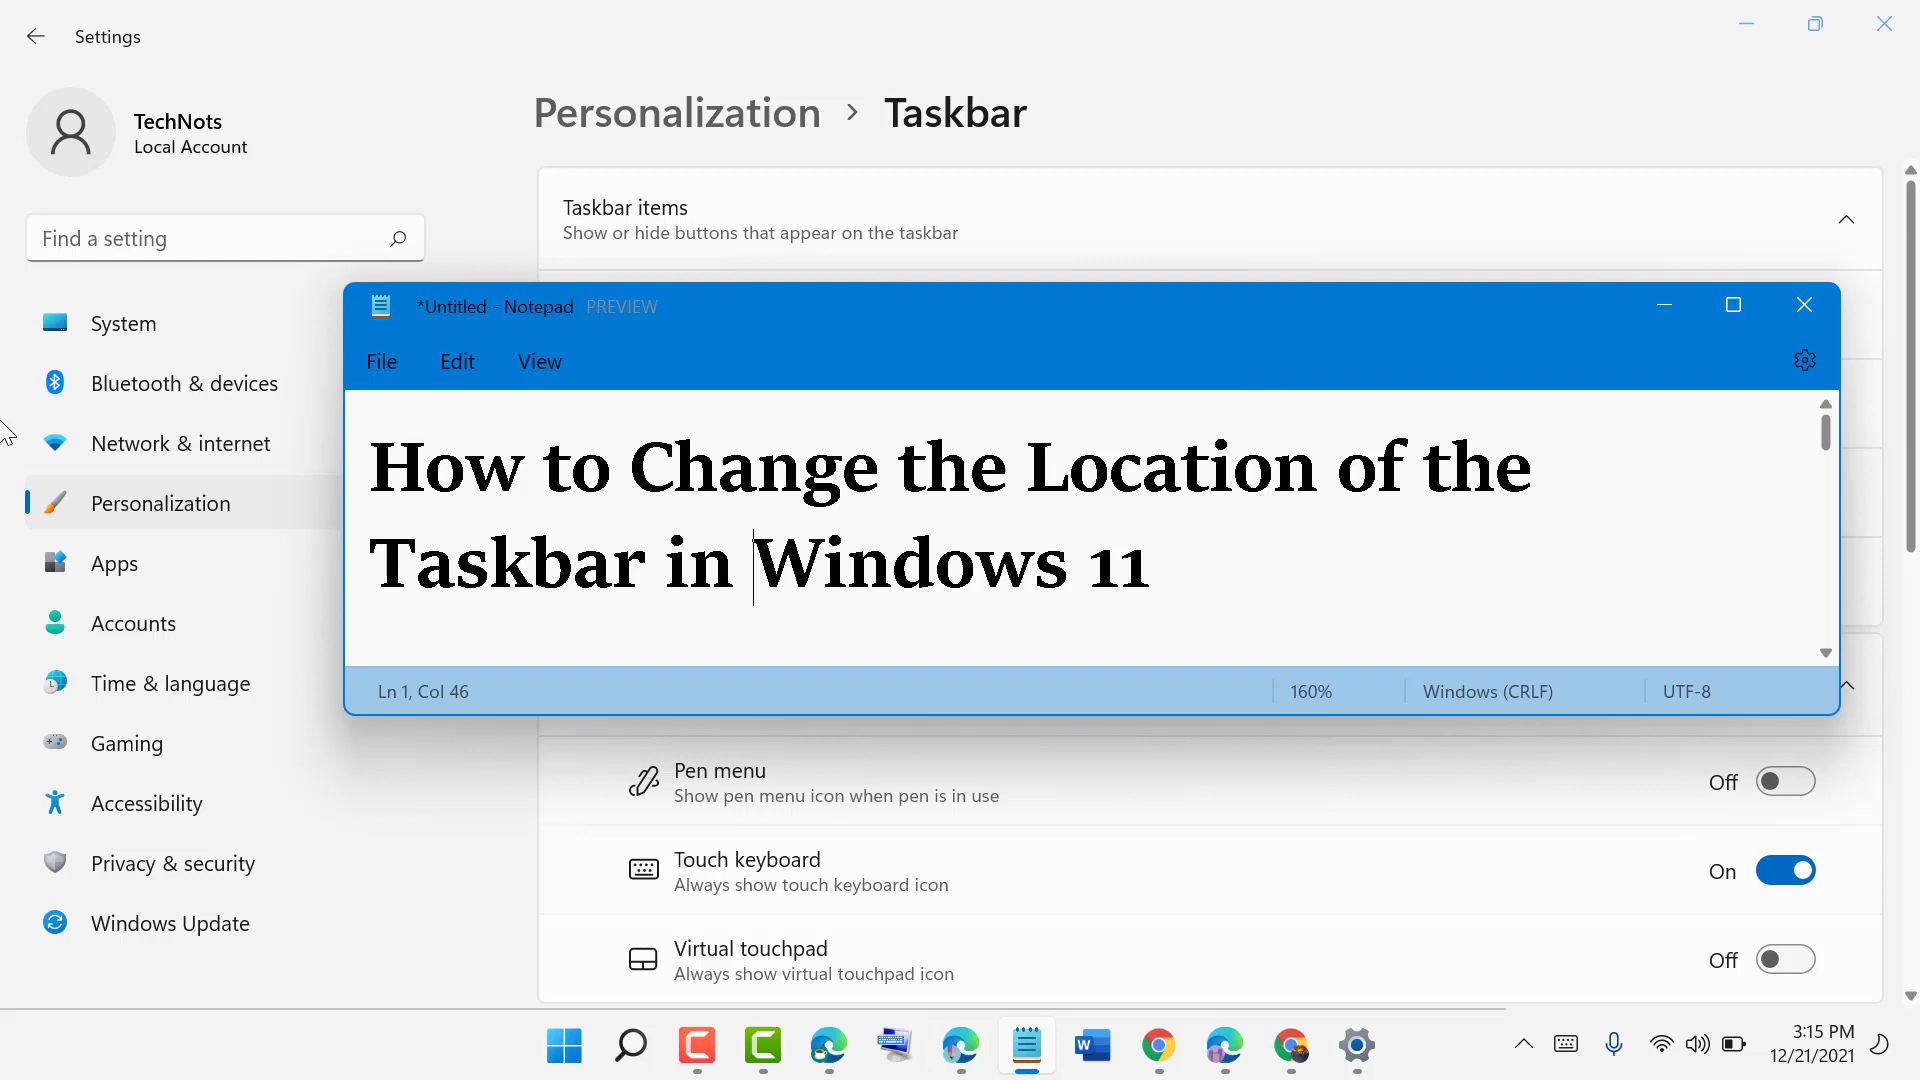 Settings
TechNots
Local Account
Find a setting
System
Bluetooth & devices
Network & internet
Personalization
Apps
Accounts
Time & language
Gaming
Accessibility
Privacy & security
Windows Update
Personalization > Taskbar
Taskbar items
Show or hide buttons that appear on the taskbar
*Untitled - Notepad PREVIEW
File Edit View
How to Change the Location of the
Taskbar in Windows 11
Ln 1, Col 46 160% Windows (CRLF) UTF-8
Pen menu
Show pen menu icon when pen is in use
Off
Touch keyboard
Always show touch keyboard icon
On
Virtual touchpad
Always show virtual touchpad icon
Off
3:15 PM
12/21/2021